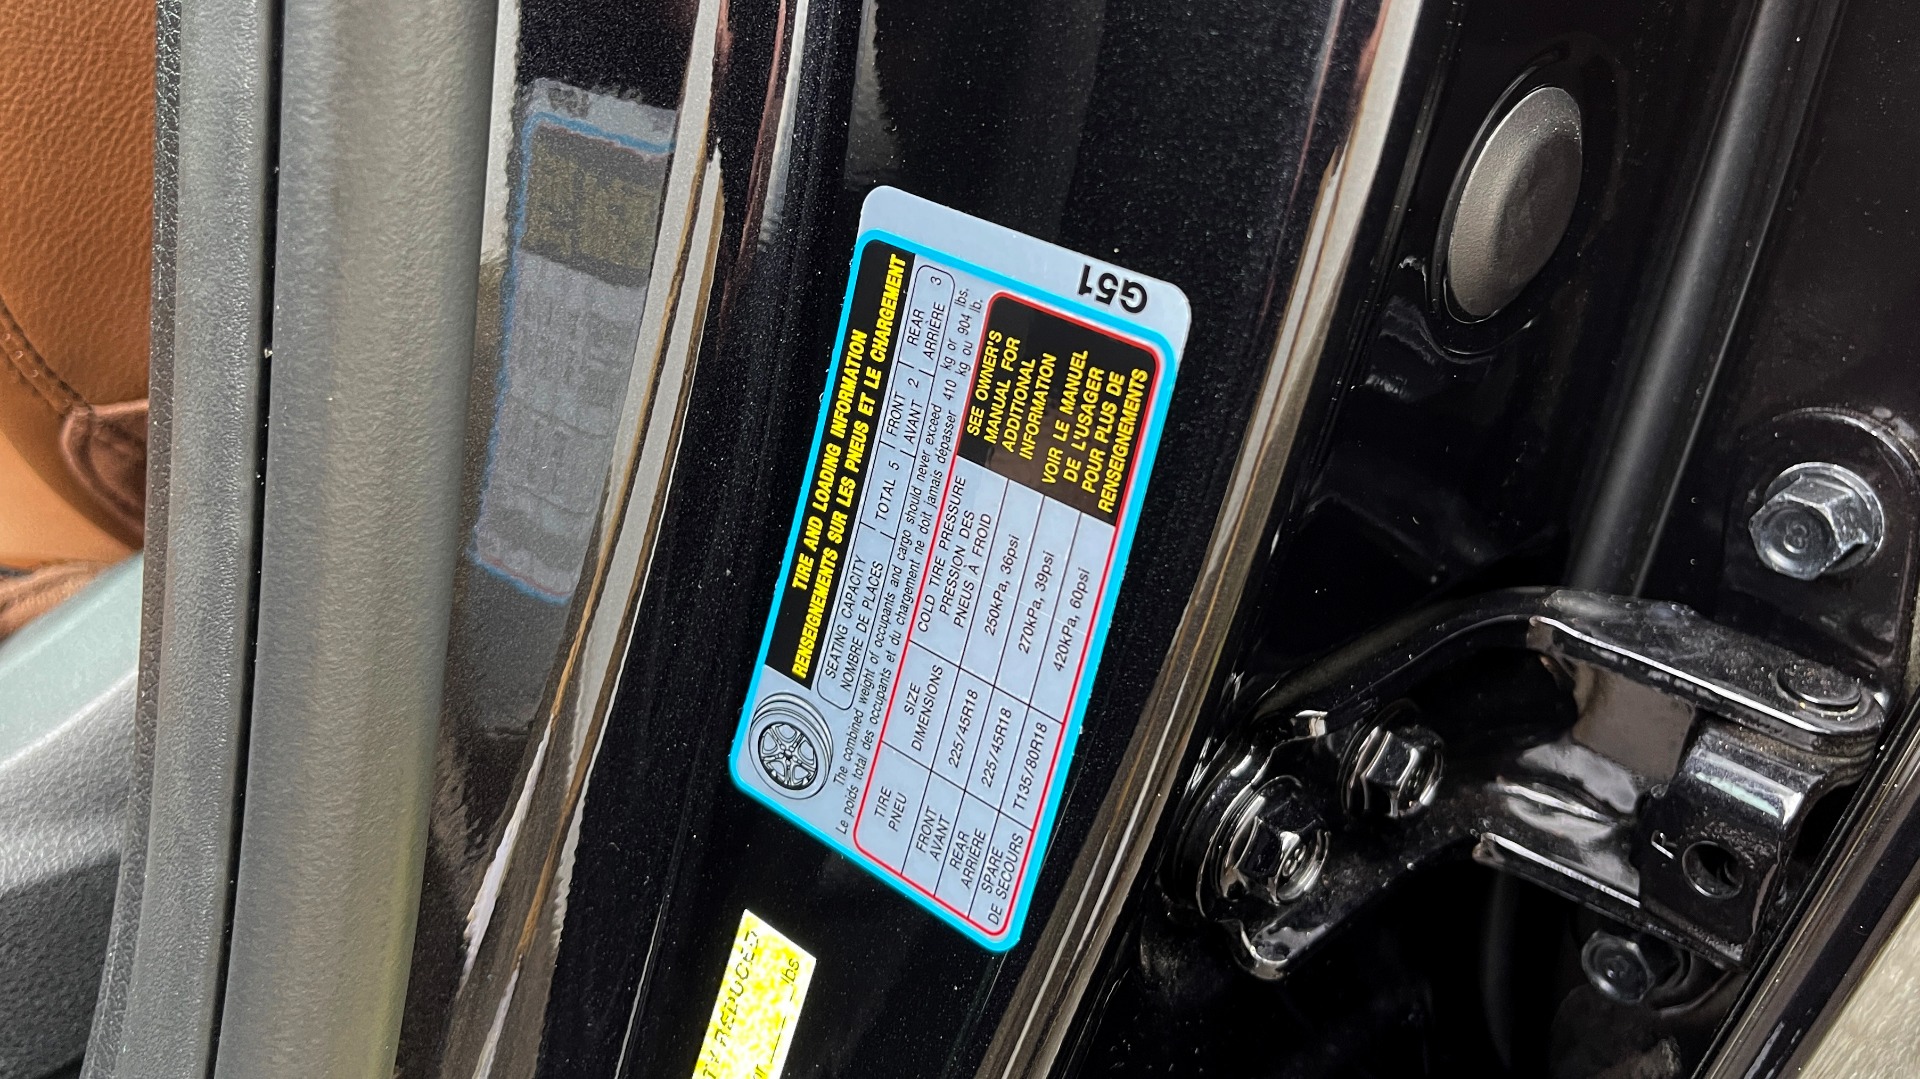 G51
TIRE AND LOADING INFORMATION
RENSEIGNEMENTS SUR LES PNEUS ET LE CHARGEMENT
SEATING CAPACITY TOTAL 5 FRONT 2 REAR 3
NOMBRE DE PLACES AVANT ARRIÈRE
The combined weight of occupants and cargo should never exceed 410 kg or 904 lbs.
Le poids total des occupants et du chargement ne doit jamais dépasser 410 kg ou 904 lb.
TIRE SIZE COLD TIRE PRESSURE
PNEU DIMENSIONS PRESSION DES
PNEUS À FROID
FRONT
AVANT 225/45R18 250kPa, 36psi
REAR
ARRIÈRE 225/45R18 270kPa, 39psi
SPARE
DE SECOURS T135/80R18 420kPa, 60psi
SEE OWNER'S
MANUAL FOR
ADDITIONAL
INFORMATION
VOIR LE MANUEL
DE L'USAGER
POUR PLUS DE
RENSEIGNEMENTS
REDUCED
lbs
8
R